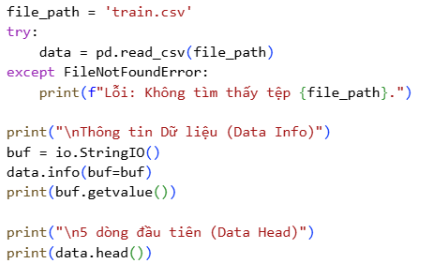 file_path = 'train.csv'
try:
    data = pd.read_csv(file_path)
except FileNotFoundError:
    print(f"Lỗi: Không tìm thấy tệp {file_path}.")

print("\nThông tin Dữ liệu (Data Info)")
buf = io.StringIO()
data.info(buf=buf)
print(buf.getvalue())

print("\n5 dòng đầu tiên (Data Head)")
print(data.head())